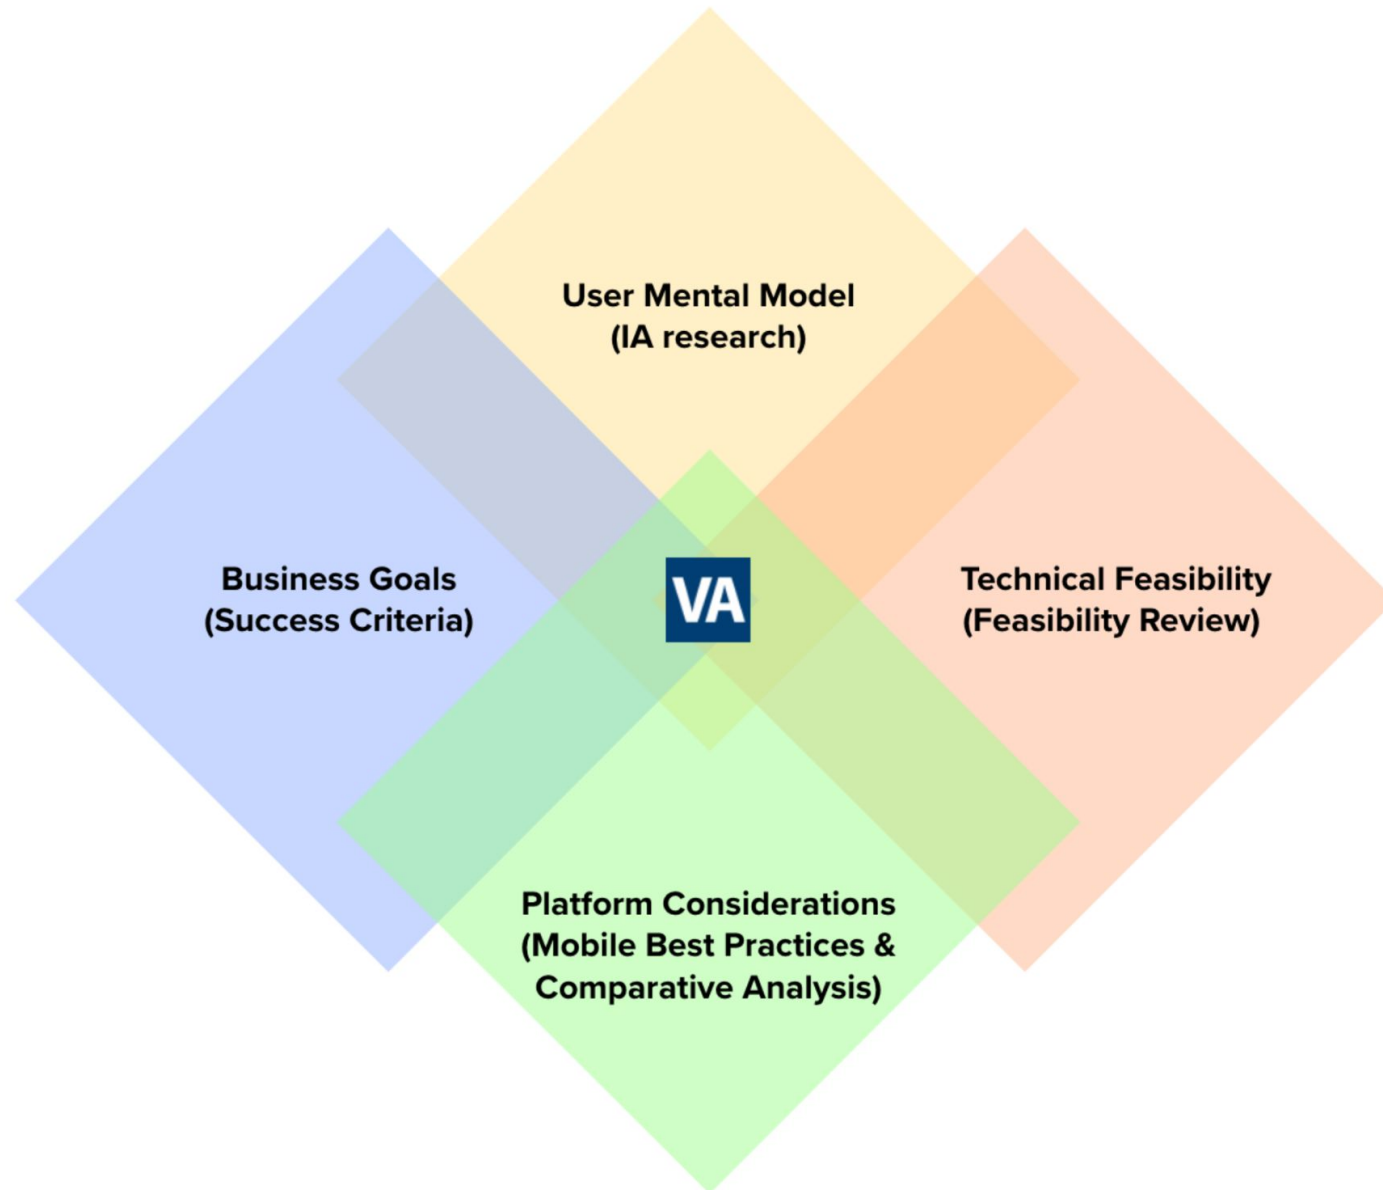 User Mental Model
(IA research)
Business Goals
(Success Criteria)
VA
Technical Feasibility
(Feasibility Review)
Platform Considerations
(Mobile Best Practices &
Comparative Analysis)